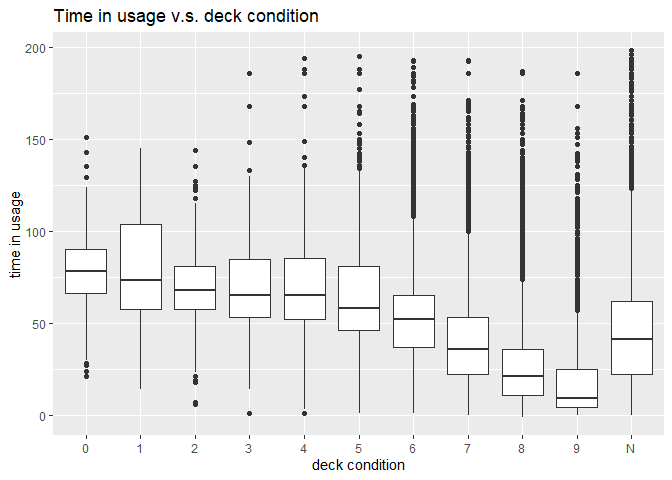 Time in usage v.s. deck condition
200
150
100
50
0
time in usage
0 1 2 3 4 5 6 7 8 9 N
deck condition